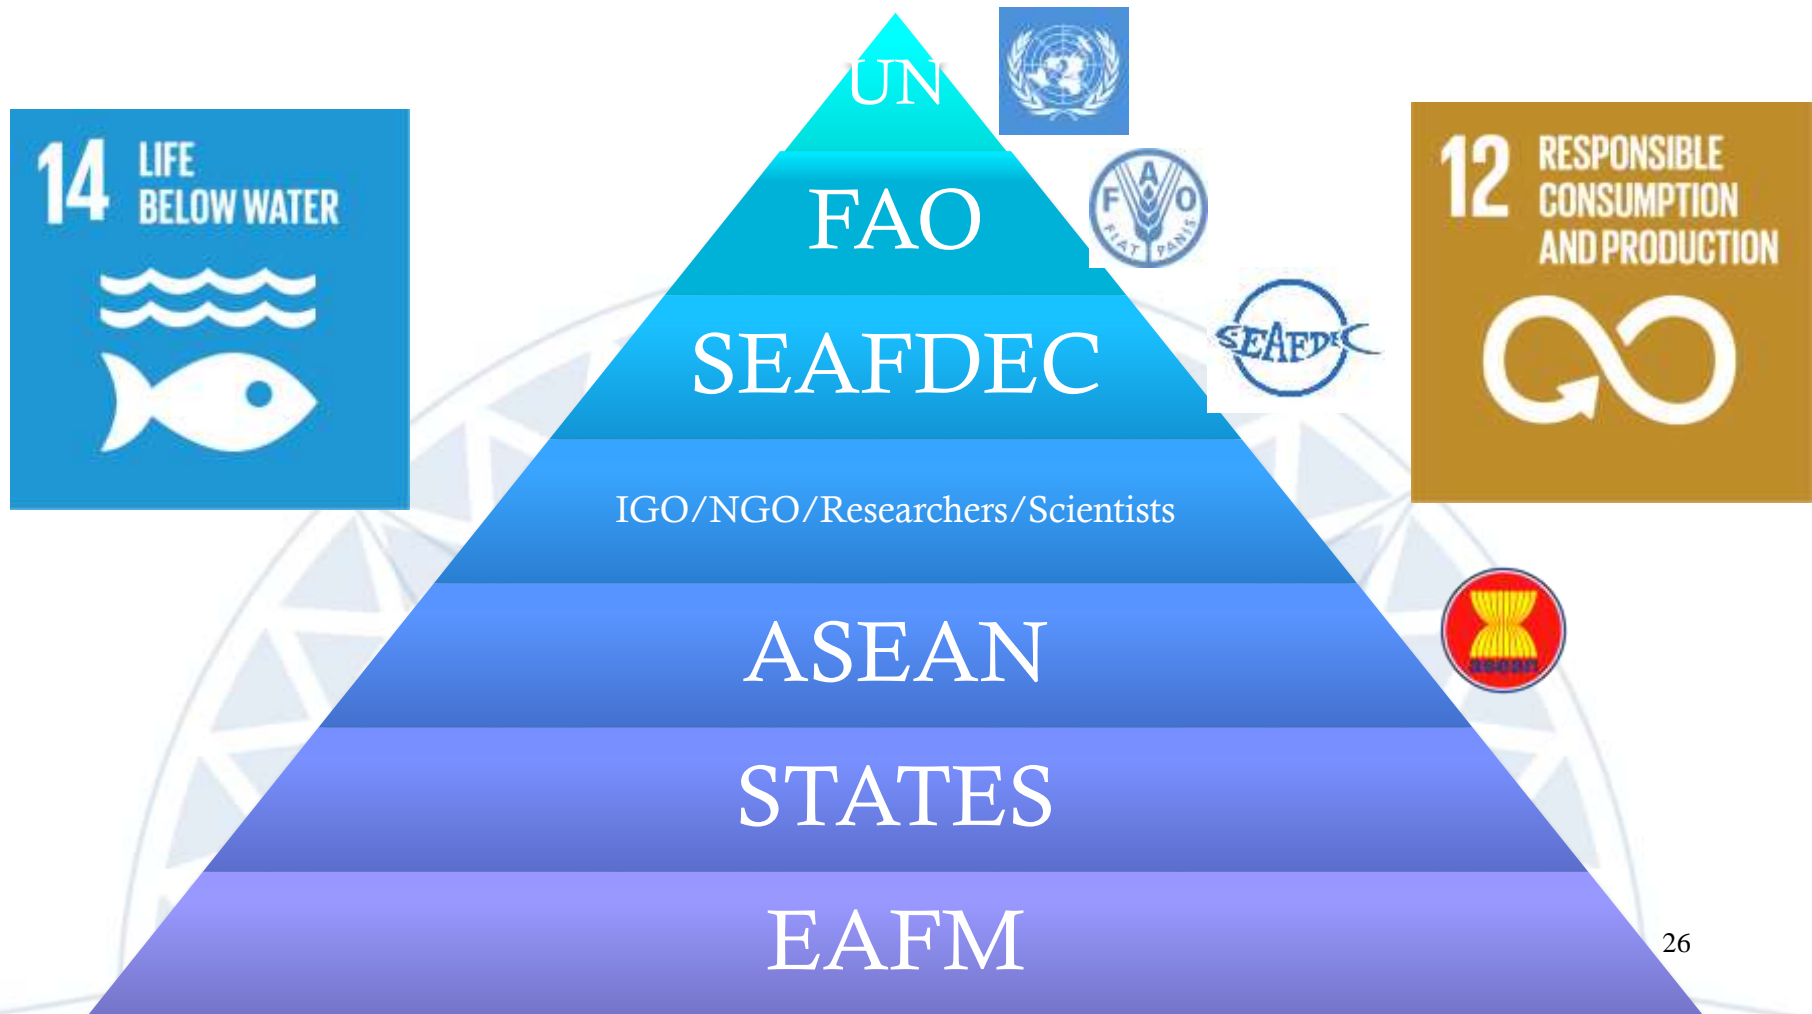 UN
14 LIFE
BELOW WATER
12 RESPONSIBLE
CONSUMPTION
AND PRODUCTION
FAO
F A O
FIAT PANIS
SEAFDEC
SEAFDEC
IGO/NGO/Researchers/Scientists
ASEAN
asean
STATES
EAFM
26